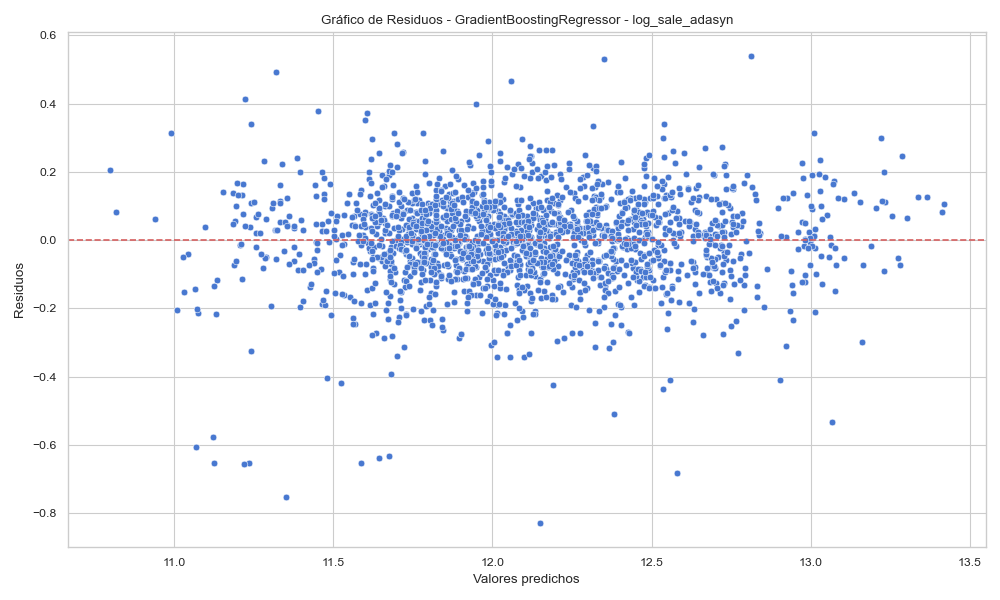 Gráfico de Residuos - GradientBoostingRegressor - log_sale_adasyn
0.6
0.4
0.2
0.0
−0.2
−0.4
−0.6
−0.8
Residuos
11.0 11.5 12.0 12.5 13.0 13.5
Valores predichos